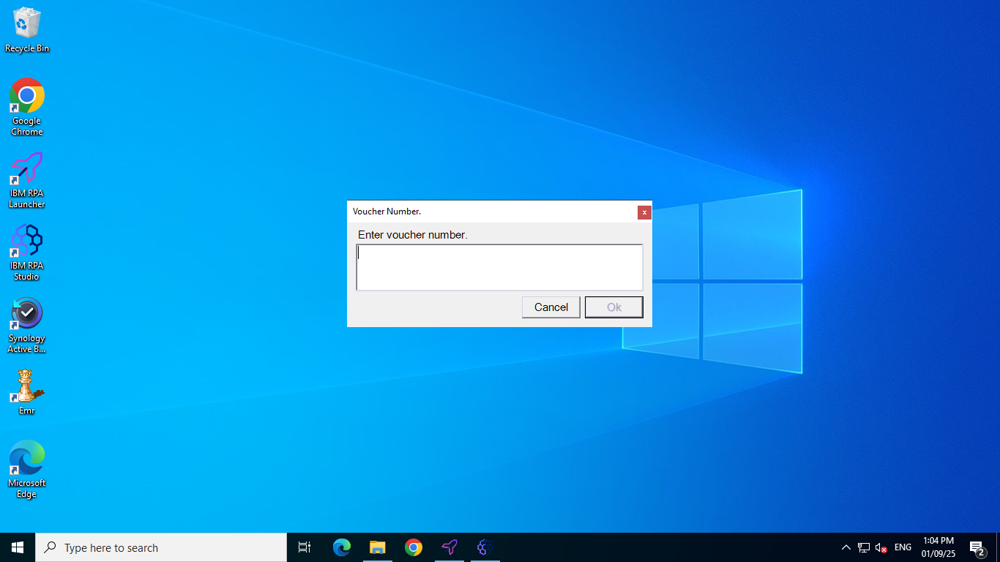 Recycle Bin
Google
Chrome
IBM RPA
Launcher
IBM RPA
Studio
Synology
Active B...
Emr
Microsoft
Edge
Voucher Number.
x
Enter voucher number.
Cancel
Ok
Type here to search
ENG
1:04 PM
01/09/25
2